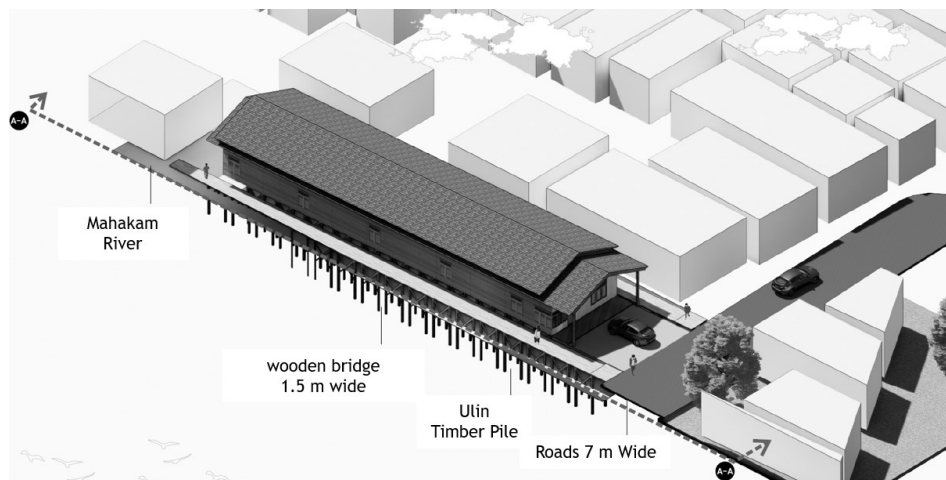 A-A
Mahakam
River
wooden bridge
1.5 m wide
Ulin
Timber Pile
Roads 7 m Wide
A-A